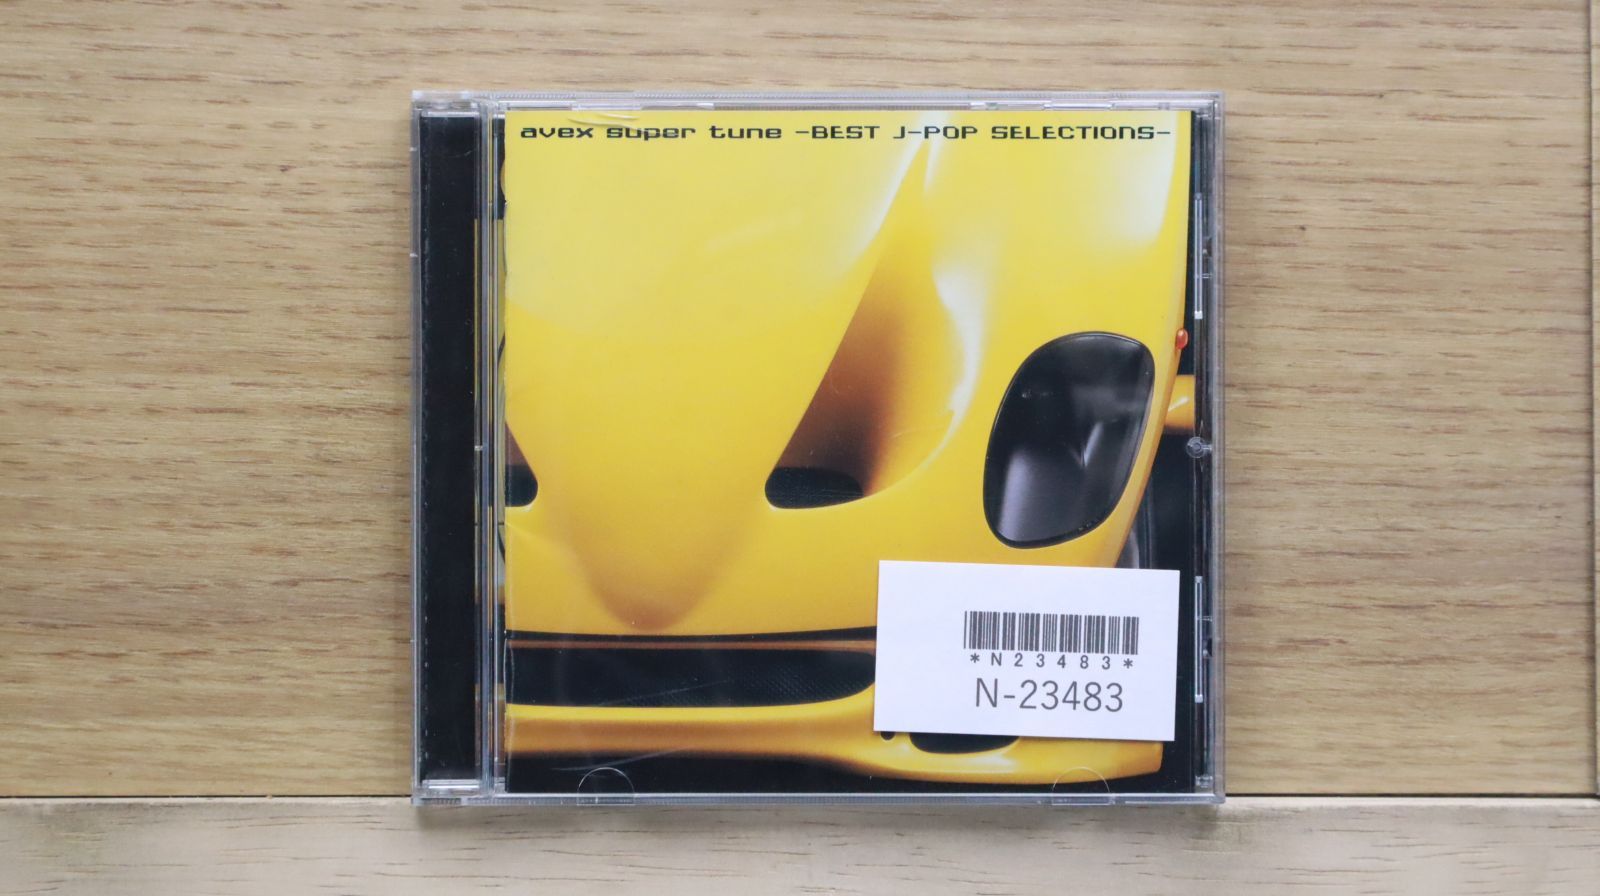 avex super tune -BEST J-POP SELECTIONS-
*N23483*
N-23483